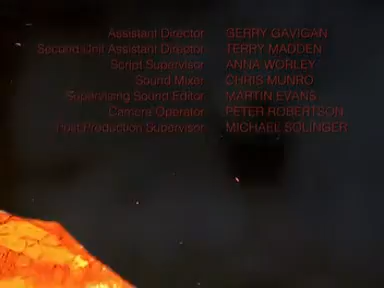 Assistant Director GERRY GAVIGAN
Second Unit Assistant Director TERRY MADDEN
Script Supervisor ANNA WORLEY
Sound Mixer CHRIS MUNRO
Supervising Sound Editor MARTIN EVANS
Camera Operator PETER ROBERTSON
Post Production Supervisor MICHAEL SOLINGER